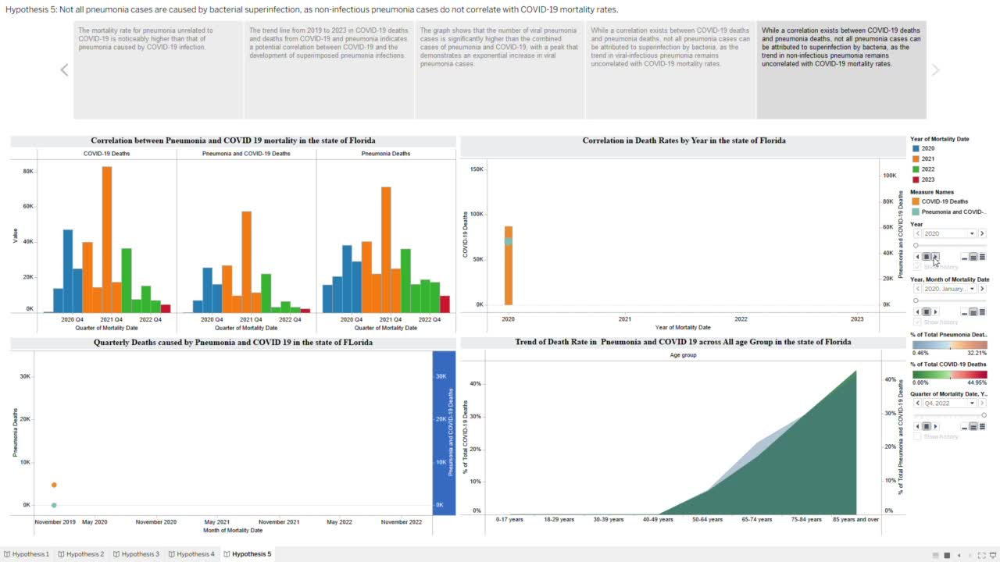 Hypothesis 5: Not all pneumonia cases are caused by bacterial superinfection, as non-infectious pneumonia cases do not correlate with COVID-19 mortality rates.
The mortality rate for pneumonia unrelated to
COVID-19 is noticeably higher than that of
pneumonia caused by COVID-19 infection.
The trend line from 2019 to 2023 in COVID-19 deaths
and deaths from COVID-19 and pneumonia indicates
a potential correlation between COVID-19 and the
development of superimposed pneumonia infections.
The graph shows that the number of viral pneumonia
cases is significantly higher than the combined
cases of pneumonia and COVID-19, with a peak that
demonstrates an exponential increase in viral
pneumonia cases.
While a correlation exists between COVID-19 deaths
and pneumonia deaths, not all pneumonia cases can
be attributed to superinfection by bacteria, as the
trend in viral-infectious pneumonia remains
uncorrelated with COVID-19 mortality rates.
While a correlation exists between COVID-19 deaths
and pneumonia deaths, not all pneumonia cases can
be attributed to superinfection by bacteria, as the
trend in non-infectious pneumonia remains
uncorrelated with COVID-19 mortality rates.
Correlation between Pneumonia and COVID 19 mortality in the state of Florida
COVID-19 Deaths
Pneumonia and COVID-19 Deaths
Pneumonia Deaths
80K
60K
40K
20K
0K
Value
2020 Q4
2021 Q4
2022 Q4
2020 Q4
2021 Q4
2022 Q4
2020 Q4
2021 Q4
2022 Q4
Quarter of Mortality Date
Quarter of Mortality Date
Quarter of Mortality Date
Correlation in Death Rates by Year in the state of Florida
150K
100K
50K
0K
COVID-19 Deaths
100K
80K
60K
40K
20K
0K
Pneumonia and COVID-19 Deaths
2020
2021
2022
2023
Year of Mortality Date
Quarterly Deaths caused by Pneumonia and COVID 19 in the state of FLorida
30K
20K
10K
0K
Pneumonia Deaths
30K
20K
10K
0K
Pneumonia and COVID-19 Deaths
November 2019
May 2020
November 2020
May 2021
November 2021
May 2022
November 2022
Month of Mortality Date
Trend of Death Rate in Pneumonia and COVID 19 across All age Group in the state of Florida
Age group
40%
30%
20%
10%
0%
% of Total COVID-19 Deaths
40%
30%
20%
10%
0%
% of Total Pneumonia and COVID-19 Deaths
0-17 years
18-29 years
30-39 years
40-49 years
50-64 years
65-74 years
75-84 years
85 years and over
Year of Mortality Date
2020
2021
2022
2023
Measure Names
COVID-19 Deaths
Pneumonia and COVID-..
Year
2020
Show history
Year, Month of Mortality Date
2020, January..
Show history
% of Total Pneumonia Deat..
0.46% 32.21%
% of Total COVID-19 Deaths
0.00% 44.95%
Quarter of Mortality Date, Y..
Q4, 2022
Show history
Hypothesis 1
Hypothesis 2
Hypothesis 3
Hypothesis 4
Hypothesis 5